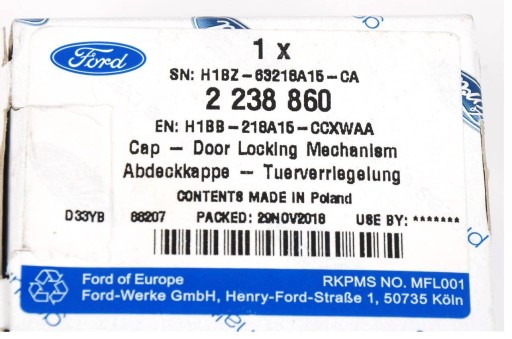 Ford
1 x
SN: H1BZ-63218A15-CA
2 238 860
EN: H1BB-218A15-CCXWAA
Cap - Door Locking Mechanism
Abdeckkappe - Tuerverriegelung
CONTENTS MADE IN Poland
D33YB 88207 PACKED: 29NOV2018 USE BY: *******
Ford of Europe RKPMS NO. MFL001
Ford-Werke GmbH, Henry-Ford-Straße 1, 50735 Köln